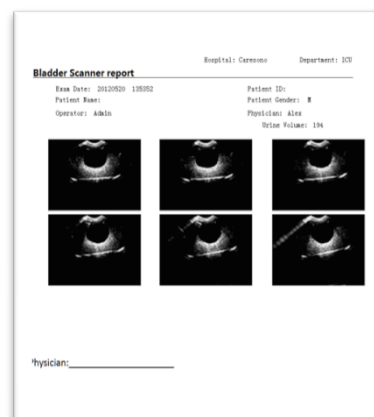 Hospital: Caresono Department: ICU
Bladder Scanner report
Exam Date: 20120520 135352 Patient ID:
Patient Name: Patient Gender: M
Operator: Admin Physician: Alex
Urine Volume: 194
hysician: